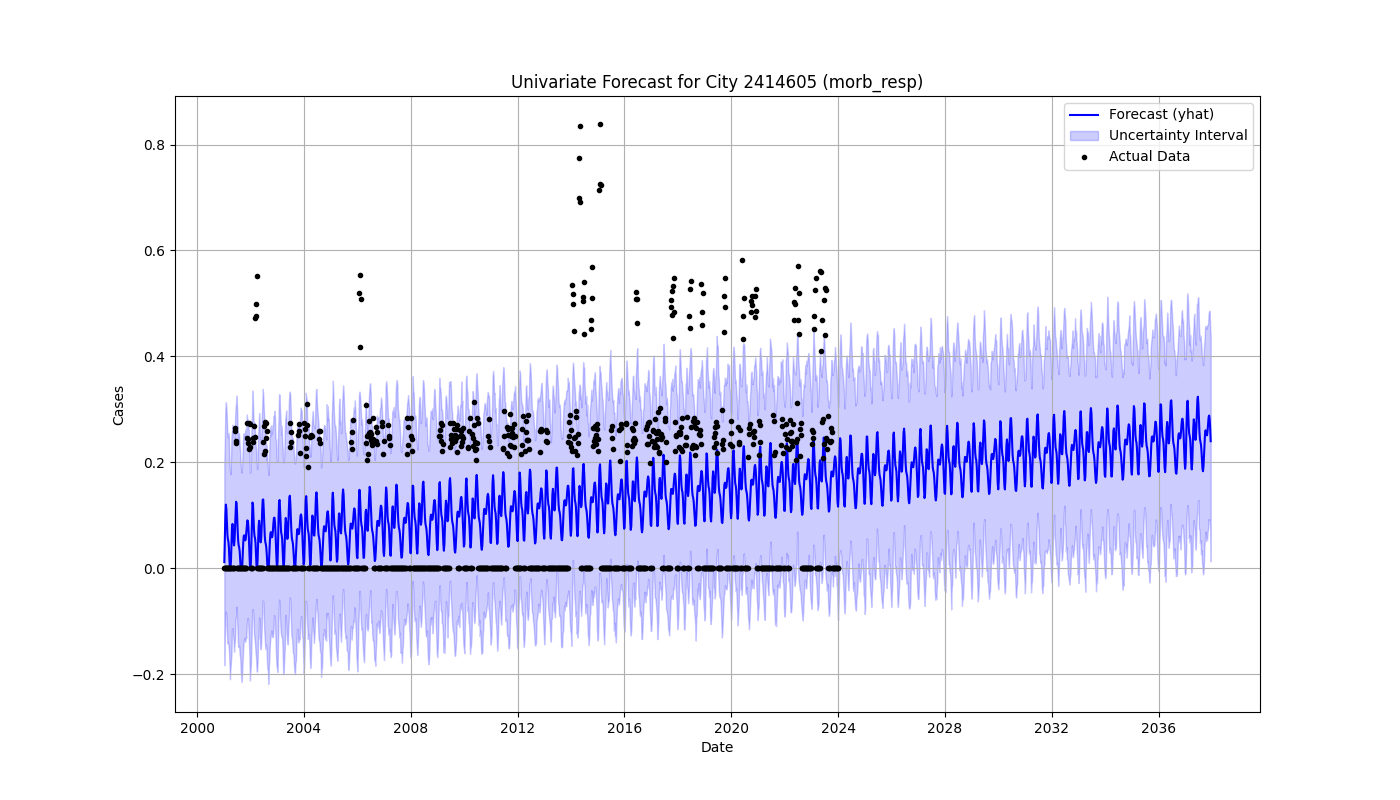 Univariate Forecast for City 2414605 (morb_resp)
Forecast (yhat)
Uncertainty Interval
Actual Data
Cases
0.8
0.6
0.4
0.2
0.0
−0.2
2000 2004 2008 2012 2016 2020 2024 2028 2032 2036
Date